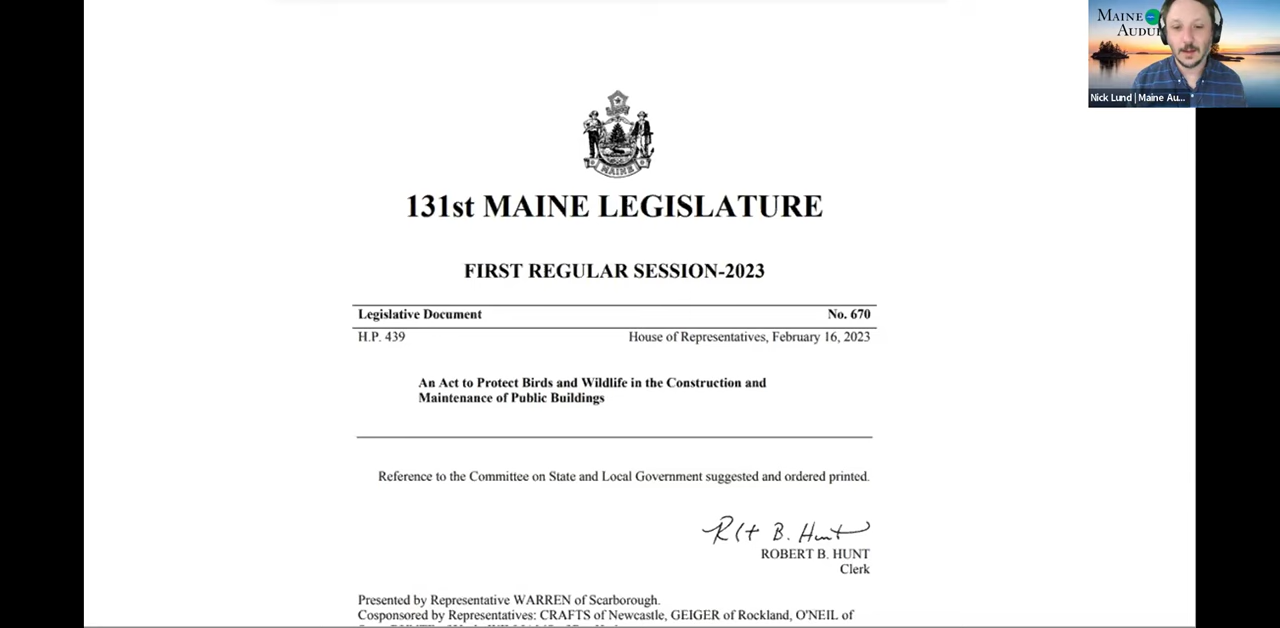 MAINE
AUDU
Nick Lund | Maine Au...
MAINE
131st MAINE LEGISLATURE
FIRST REGULAR SESSION-2023
Legislative Document No. 670
H.P. 439 House of Representatives, February 16, 2023
An Act to Protect Birds and Wildlife in the Construction and
Maintenance of Public Buildings
Reference to the Committee on State and Local Government suggested and ordered printed.
R(t B. Hunt
ROBERT B. HUNT
Clerk
Presented by Representative WARREN of Scarborough.
Cosponsored by Representatives: CRAFTS of Newcastle, GEIGER of Rockland, O'NEIL of